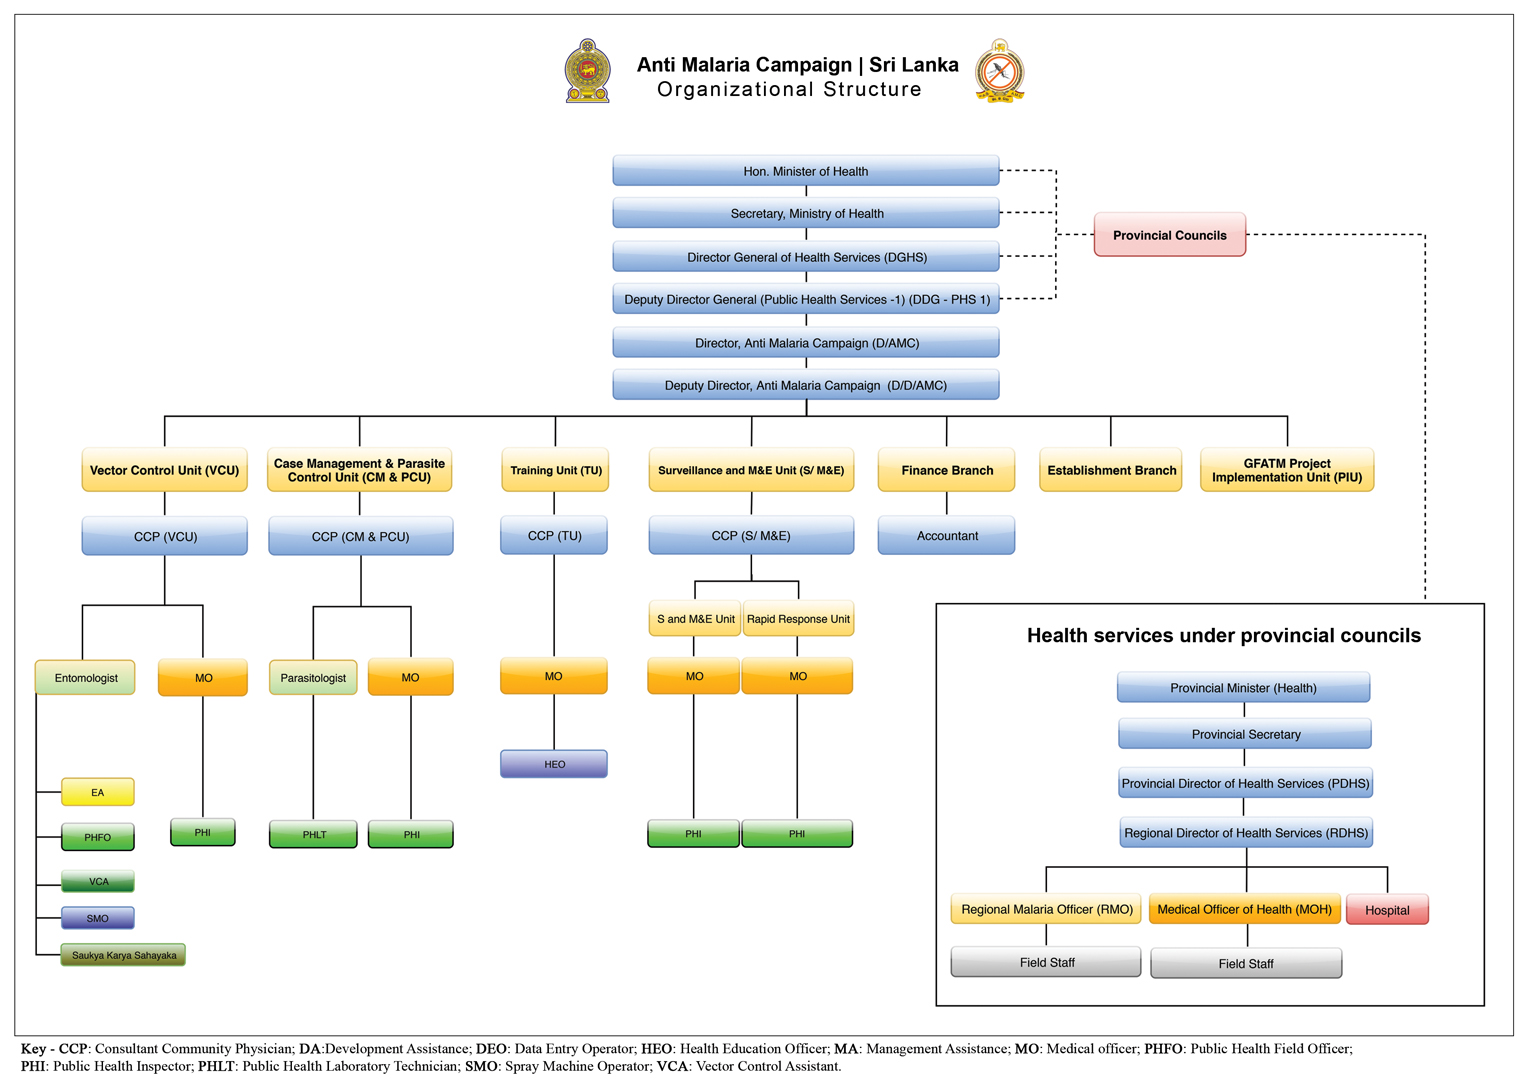 Anti Malaria Campaign | Sri Lanka
Organizational Structure
Hon. Minister of Health
Secretary, Ministry of Health
Director General of Health Services (DGHS)
Deputy Director General (Public Health Services -1) (DDG - PHS 1)
Director, Anti Malaria Campaign (D/AMC)
Deputy Director, Anti Malaria Campaign (D/D/AMC)
Provincial Councils
Vector Control Unit (VCU)
Case Management & Parasite
Control Unit (CM & PCU)
Training Unit (TU)
Surveillance and M&E Unit (S/ M&E)
Finance Branch
Establishment Branch
GFATM Project
Implementation Unit (PIU)
CCP (VCU)
CCP (CM & PCU)
CCP (TU)
CCP (S/ M&E)
Accountant
S and M&E Unit
Rapid Response Unit
Entomologist
MO
Parasitologist
MO
MO
MO
MO
HEO
EA
PHFO
VCA
SMO
Saukya Karya Sahayaka
PHI
PHLT
PHI
PHI
PHI
Health services under provincial councils
Provincial Minister (Health)
Provincial Secretary
Provincial Director of Health Services (PDHS)
Regional Director of Health Services (RDHS)
Regional Malaria Officer (RMO)
Medical Officer of Health (MOH)
Hospital
Field Staff
Field Staff
Key - CCP: Consultant Community Physician; DA:Development Assistance; DEO: Data Entry Operator; HEO: Health Education Officer; MA: Management Assistance; MO: Medical officer; PHFO: Public Health Field Officer;
PHI: Public Health Inspector; PHLT: Public Health Laboratory Technician; SMO: Spray Machine Operator; VCA: Vector Control Assistant.